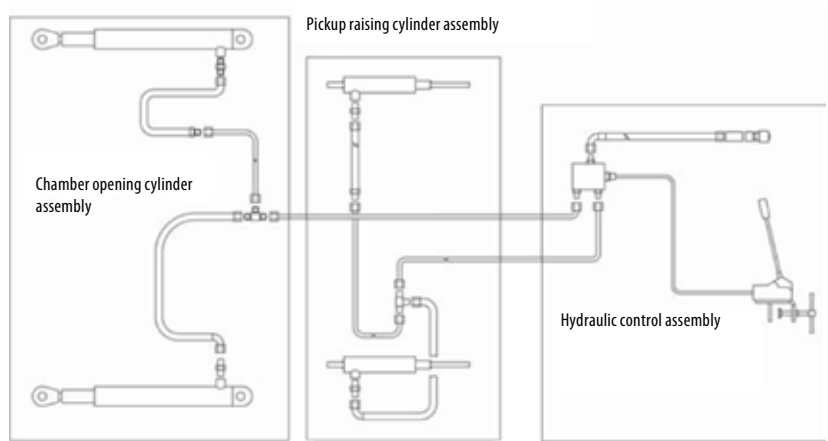 Pickup raising cylinder assembly
Chamber opening cylinder
assembly
Hydraulic control assembly